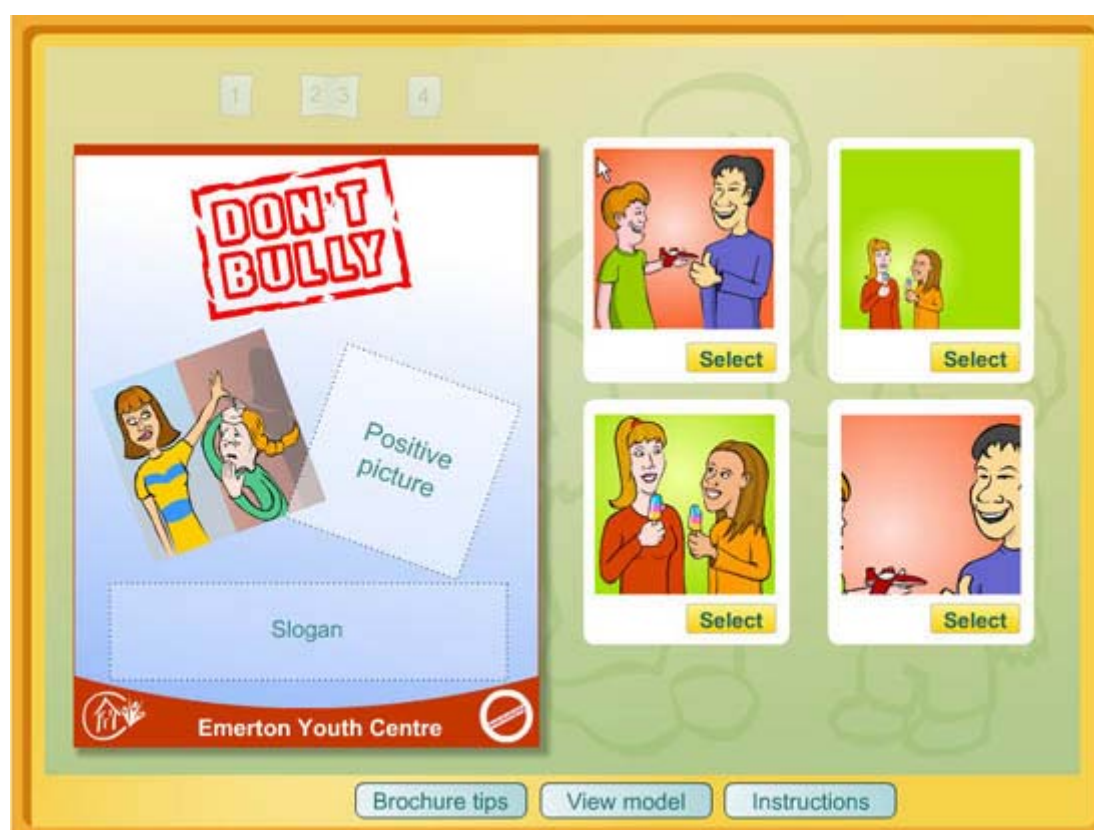 1 2 3 4
DON'T
BULLY
Positive
picture
Slogan
Emerton Youth Centre
Select
Select
Select
Select
Brochure tips
View model
Instructions